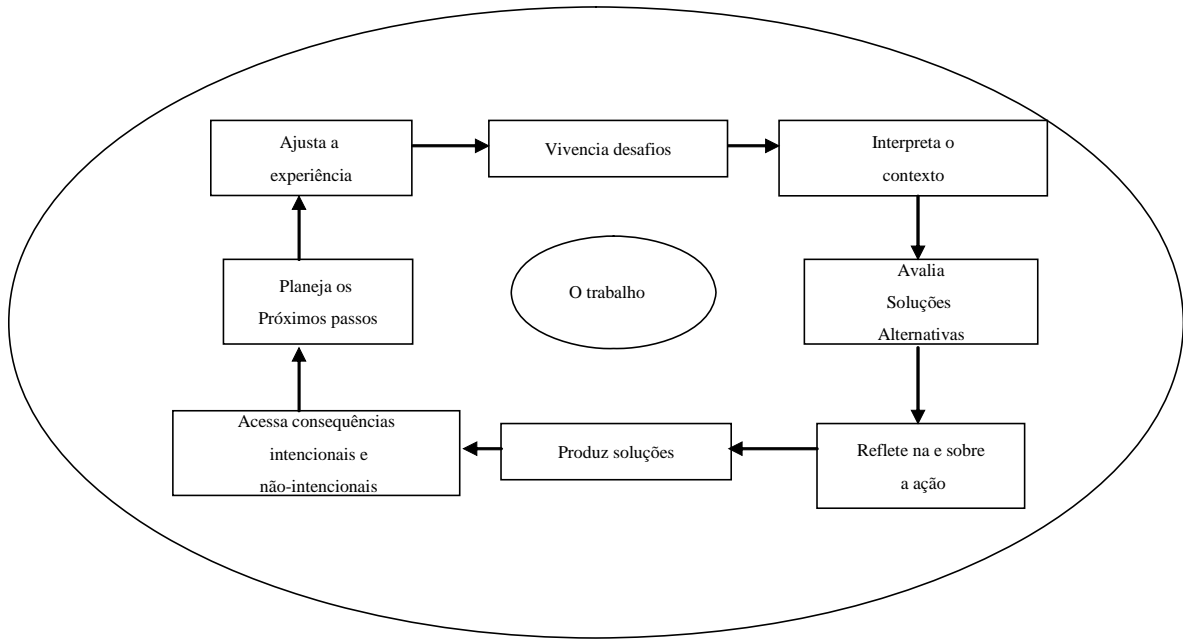 Ajusta a
experiência
Vivencia desafios
Interpreta o
contexto
Planeja os
Próximos passos
O trabalho
Avalia
Soluções
Alternativas
Acessa consequências
intencionais e
não-intencionais
Produz soluções
Reflete na e sobre
a ação